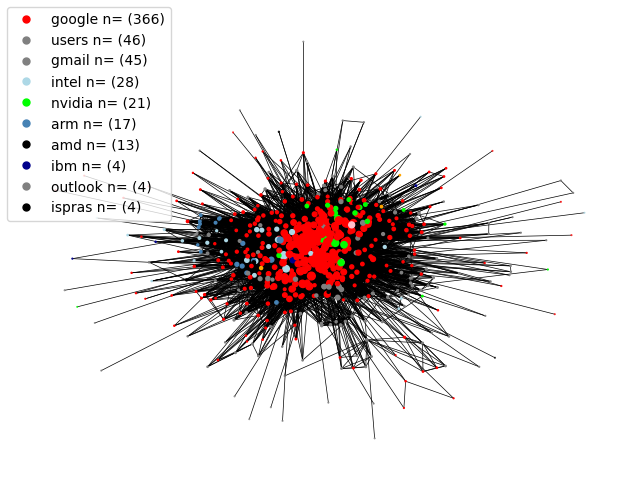 google n= (366)
users n= (46)
gmail n= (45)
intel n= (28)
nvidia n= (21)
arm n= (17)
amd n= (13)
ibm n= (4)
outlook n= (4)
ispras n= (4)